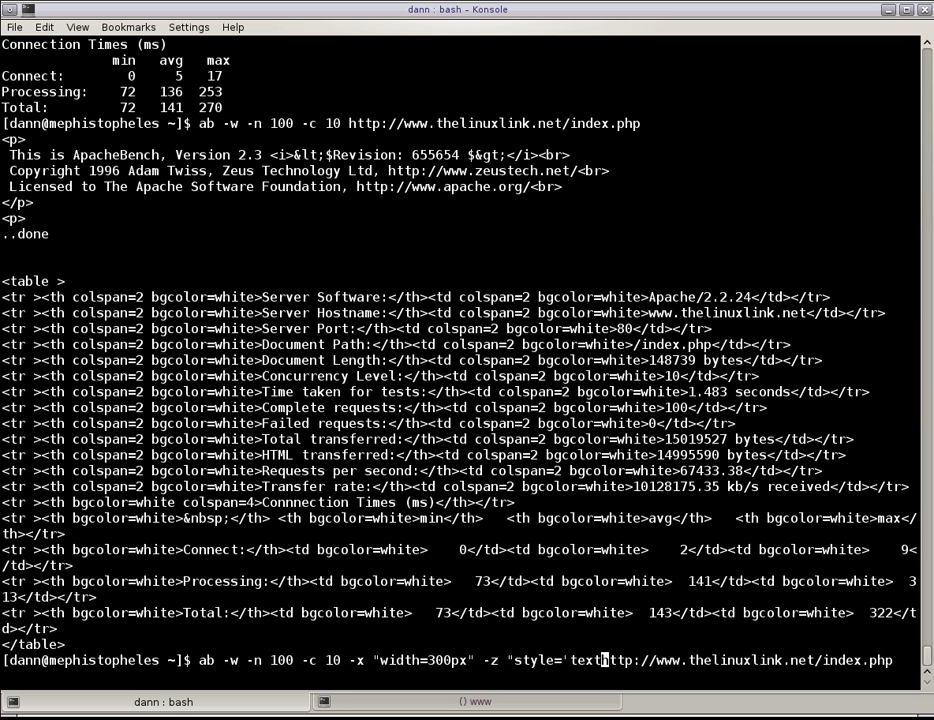 dann : bash - Konsole
File Edit View Bookmarks Settings Help
Connection Times (ms)
min avg max
Connect: 0 5 17
Processing: 72 136 253
Total: 72 141 270
[dann@mephistopheles ~]$ ab -w -n 100 -c 10 http://www.thelinuxlink.net/index.php
<p>
This is ApacheBench, Version 2.3 <i>&lt;$Revision: 655654 $&gt;</i><br>
Copyright 1996 Adam Twiss, Zeus Technology Ltd, http://www.zeustech.net/<br>
Licensed to The Apache Software Foundation, http://www.apache.org/<br>
</p>
<p>
..done
<table >
<tr ><th colspan=2 bgcolor=white>Server Software:</th><td colspan=2 bgcolor=white>Apache/2.2.24</td></tr>
<tr ><th colspan=2 bgcolor=white>Server Hostname:</th><td colspan=2 bgcolor=white>www.thelinuxlink.net</td></tr>
<tr ><th colspan=2 bgcolor=white>Server Port:</th><td colspan=2 bgcolor=white>80</td></tr>
<tr ><th colspan=2 bgcolor=white>Document Path:</th><td colspan=2 bgcolor=white>/index.php</td></tr>
<tr ><th colspan=2 bgcolor=white>Document Length:</th><td colspan=2 bgcolor=white>148739 bytes</td></tr>
<tr ><th colspan=2 bgcolor=white>Concurrency Level:</th><td colspan=2 bgcolor=white>10</td></tr>
<tr ><th colspan=2 bgcolor=white>Time taken for tests:</th><td colspan=2 bgcolor=white>1.483 seconds</td></tr>
<tr ><th colspan=2 bgcolor=white>Complete requests:</th><td colspan=2 bgcolor=white>100</td></tr>
<tr ><th colspan=2 bgcolor=white>Failed requests:</th><td colspan=2 bgcolor=white>0</td></tr>
<tr ><th colspan=2 bgcolor=white>Total transferred:</th><td colspan=2 bgcolor=white>15019527 bytes</td></tr>
<tr ><th colspan=2 bgcolor=white>HTML transferred:</th><td colspan=2 bgcolor=white>14995590 bytes</td></tr>
<tr ><th colspan=2 bgcolor=white>Requests per second:</th><td colspan=2 bgcolor=white>67433.38</td></tr>
<tr ><th colspan=2 bgcolor=white>Transfer rate:</th><td colspan=2 bgcolor=white>10128175.35 kb/s received</td></tr>
<tr ><th bgcolor=white colspan=4>Connnection Times (ms)</th></tr>
<tr ><th bgcolor=white>&nbsp;</th> <th bgcolor=white>min</th>   <th bgcolor=white>avg</th>   <th bgcolor=white>max</
th></tr>
<tr ><th bgcolor=white>Connect:</th><td bgcolor=white>    0</td><td bgcolor=white>    2</td><td bgcolor=white>    9<
/td></tr>
<tr ><th bgcolor=white>Processing:</th><td bgcolor=white>   73</td><td bgcolor=white>  141</td><td bgcolor=white>  3
13</td></tr>
<tr ><th bgcolor=white>Total:</th><td bgcolor=white>   73</td><td bgcolor=white>  143</td><td bgcolor=white>  322</t
d></tr>
</table>
[dann@mephistopheles ~]$ ab -w -n 100 -c 10 -x "width=300px" -z "style='texthttp://www.thelinuxlink.net/index.php
dann : bash
() www